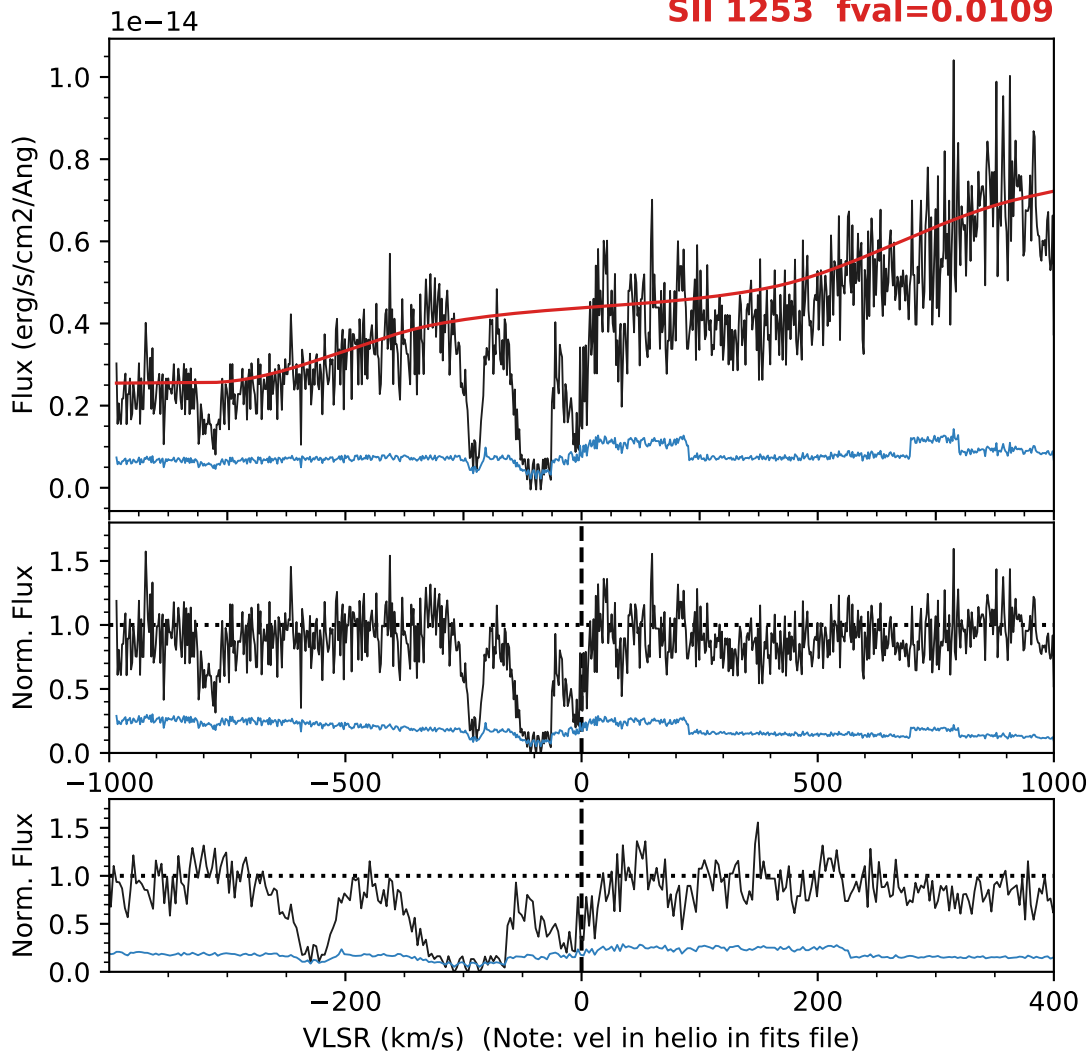 1e−14
SII 1253 fval=0.0109
Flux (erg/s/cm2/Ang)
1.0
0.8
0.6
0.4
0.2
0.0
Norm. Flux
1.5
1.0
0.5
0.0
−1000 −500 0 500 1000
Norm. Flux
1.5
1.0
0.5
0.0
−200 0 200 400
VLSR (km/s) (Note: vel in helio in fits file)